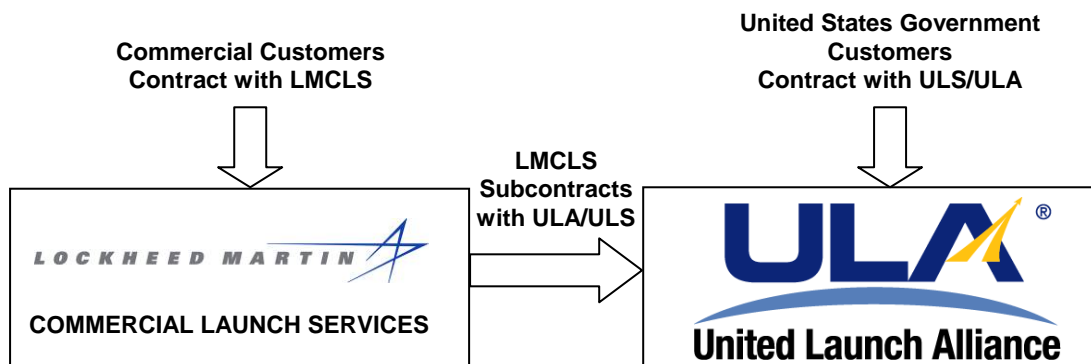 Commercial Customers
Contract with LMCLS
United States Government
Customers
Contract with ULS/ULA
LMCLS
Subcontracts
with ULA/ULS
LOCKHEED MARTIN
COMMERCIAL LAUNCH SERVICES
ULA®
United Launch Alliance